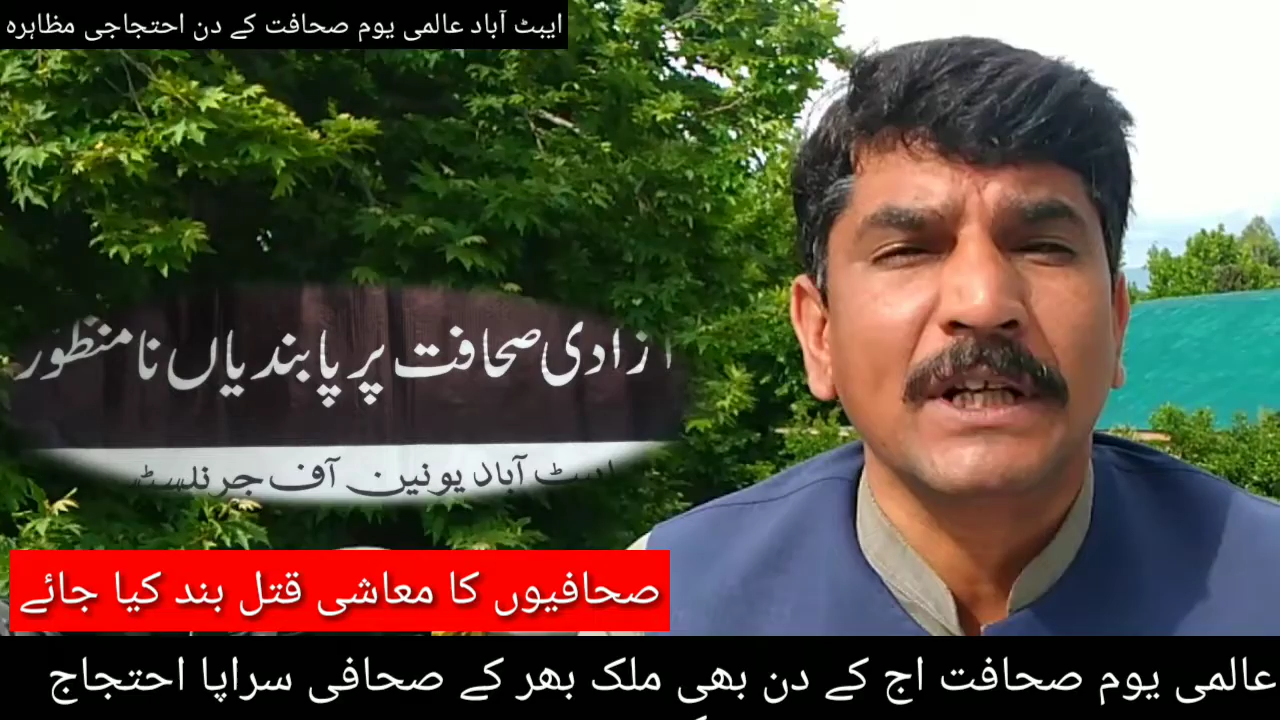 ایبٹ آباد عالمی یوم صحافت کے دن احتجاجی مظاہرہ
آزادی صحافت پر پابندیاں نامنظور
ایبٹ آباد یونین آف جرنلسٹ
صحافیوں کا معاشی قتل بند کیا جائے
عالمی یوم صحافت اج کے دن بھی ملک بھر کے صحافی سراپا احتجاج